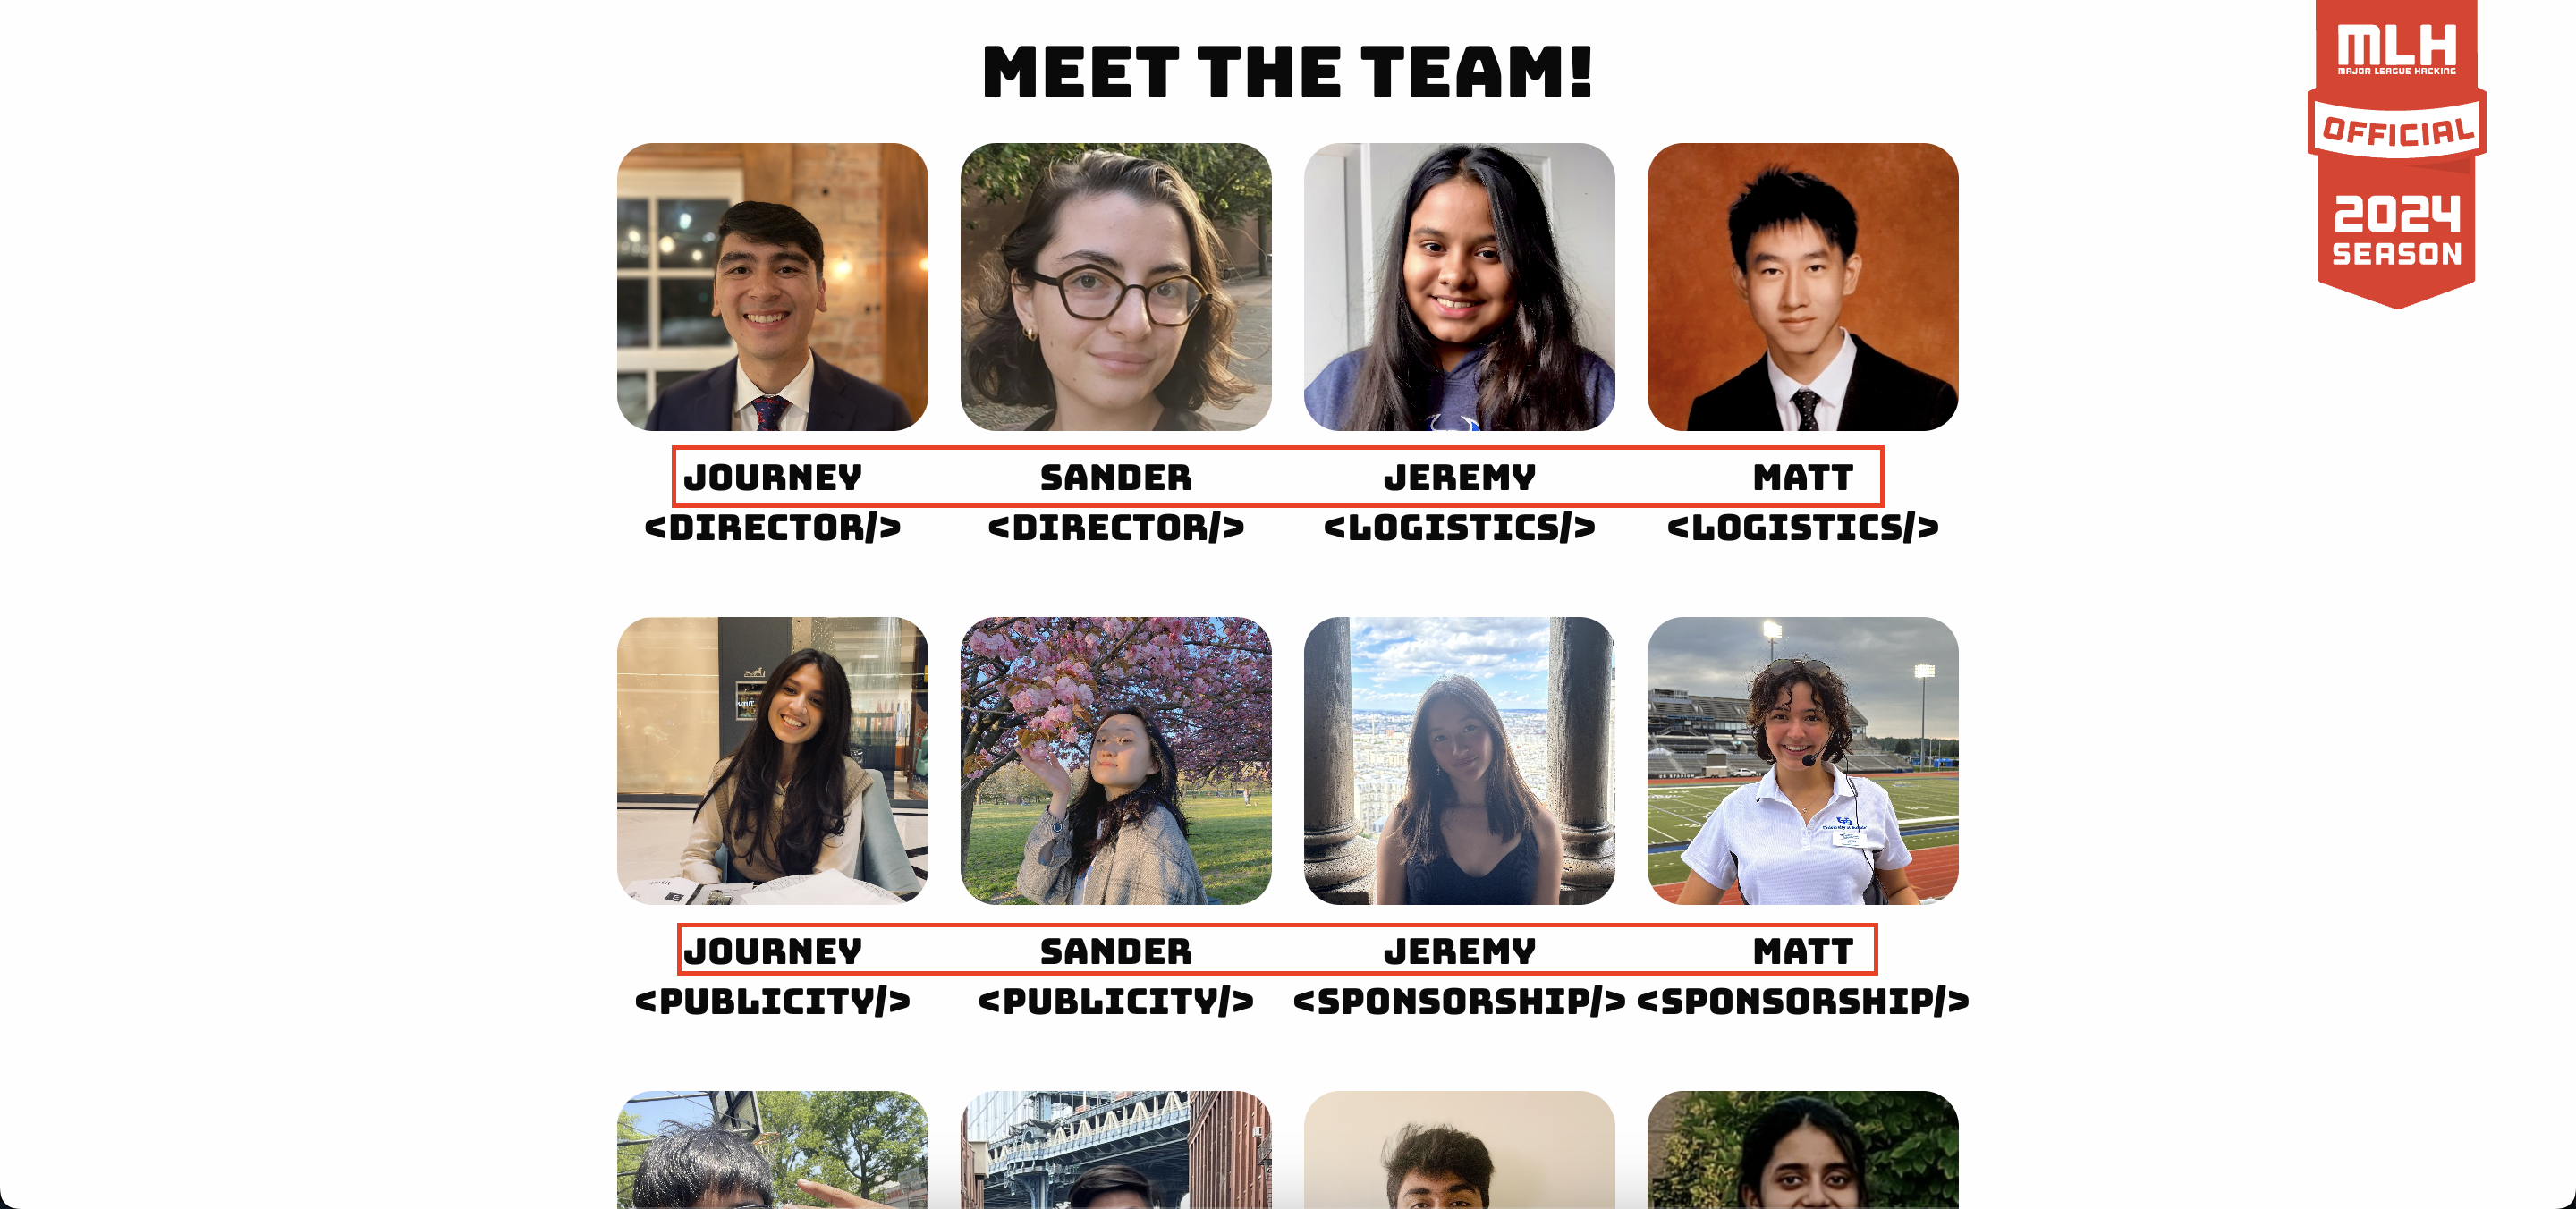 MEET THE TEAM!
MLH
MAJOR LEAGUE HACKING
OFFICIAL
2024
SEASON
JOURNEY SANDER JEREMY MATT
<DIRECTOR/> <DIRECTOR/> <LOGISTICS/> <LOGISTICS/>
JOURNEY SANDER JEREMY MATT
<PUBLICITY/> <PUBLICITY/> <SPONSORSHIP/> <SPONSORSHIP/>